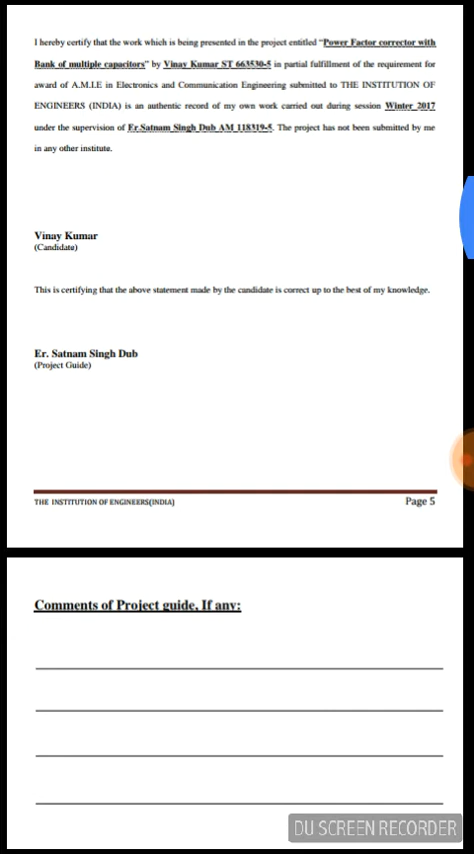 I hereby certify that the work which is being presented in the project entitled "Power Factor corrector with
Bank of multiple capacitors" by Vinay Kumar ST 663530-5 in partial fulfillment of the requirement for
award of A.M.I.E in Electronics and Communication Engineering submitted to THE INSTITUTION OF
ENGINEERS (INDIA) is an authentic record of my own work carried out during session Winter_2017
under the supervision of Er.Satnam Singh Dub AM 118319-5. The project has not been submitted by me
in any other institute.
Vinay Kumar
(Candidate)
This is certifying that the above statement made by the candidate is correct up to the best of my knowledge.
Er. Satnam Singh Dub
(Project Guide)
THE INSTITUTION OF ENGINEERS(INDIA) Page 5
Comments of Project guide, If any:
DU SCREEN RECORDER